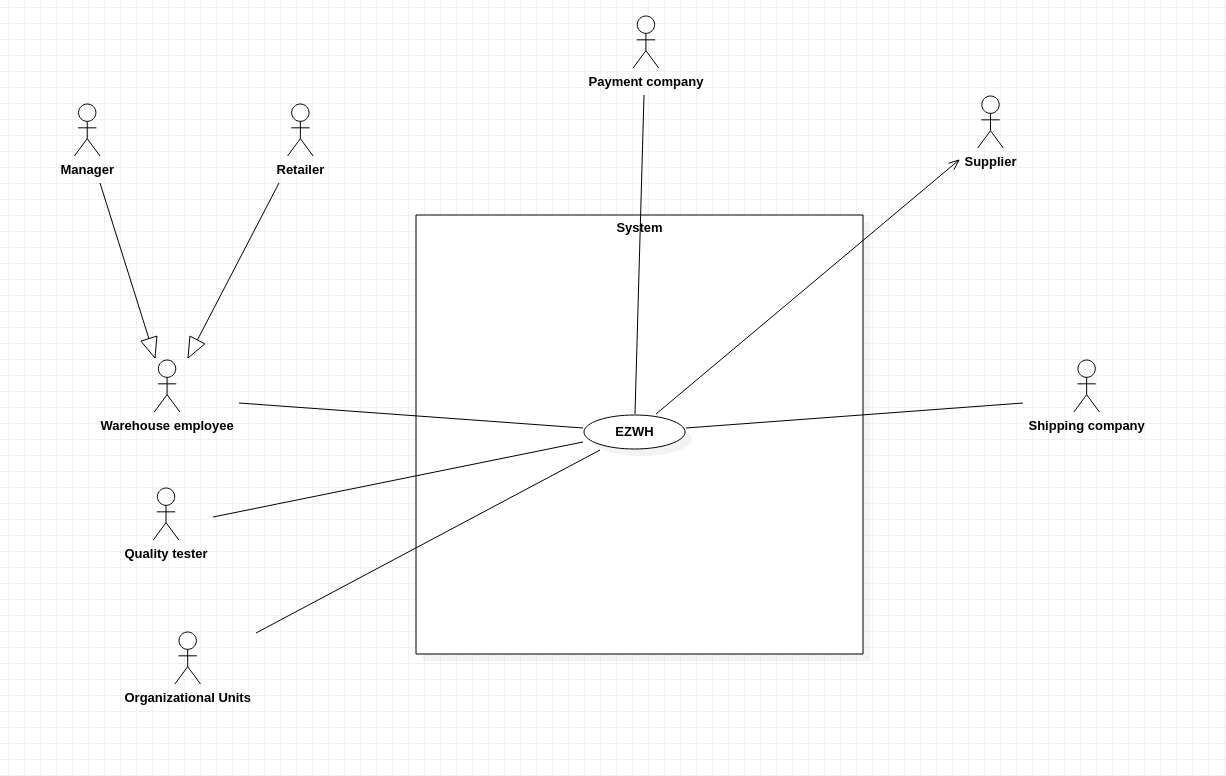 Payment company
Supplier
Manager
Retailer
System
Warehouse employee
EZWH
Shipping company
Quality tester
Organizational Units